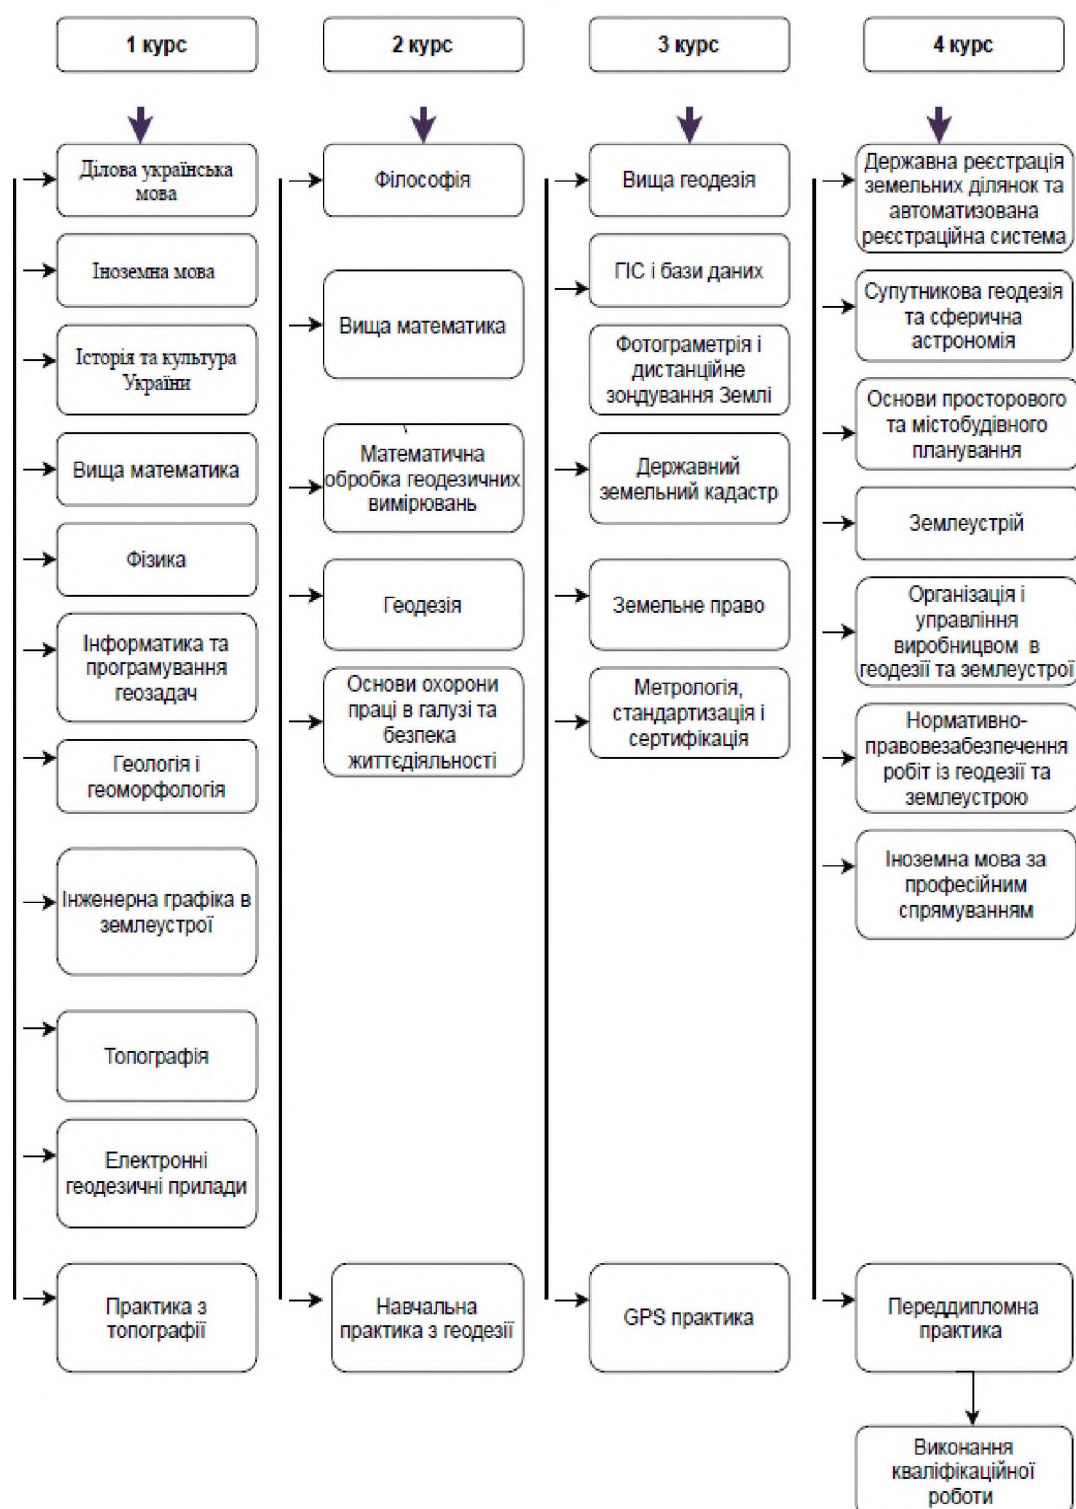 1 курс
2 курс
3 курс
4 курс
Ділова українська
мова
Іноземна мова
Історія та культура
України
Вища математика
Фізика
Інформатика та
програмування
геозадач
Геологія і
геоморфологія
Інженерна графіка в
землеустрої
Топографія
Електронні
геодезичні прилади
Практика з
топографії
Філософія
Вища математика
Математична
обробка геодезичних
вимірювань
Геодезія
Основи охорони
праці в галузі та
безпека
життєдіяльності
Навчальна
практика з геодезії
Вища геодезія
ГІС і бази даних
Фотограметрія і
дистанційне
зондування Землі
Державний
земельний кадастр
Земельне право
Метрологія,
стандартизація і
сертифікація
GPS практика
Державна реєстрація
земельних ділянок та
автоматизована
реєстраційна система
Супутникова геодезія
та сферична
астрономія
Основи просторового
та містобудівного
планування
Землеустрій
Організація і
управління
виробництвом в
геодезії та землеустрої
Нормативно-
правовезабезпечення
робіт із геодезії та
землеустрою
Іноземна мова за
професійним
спрямуванням
Переддипломна
практика
Виконання
кваліфікаційної
роботи